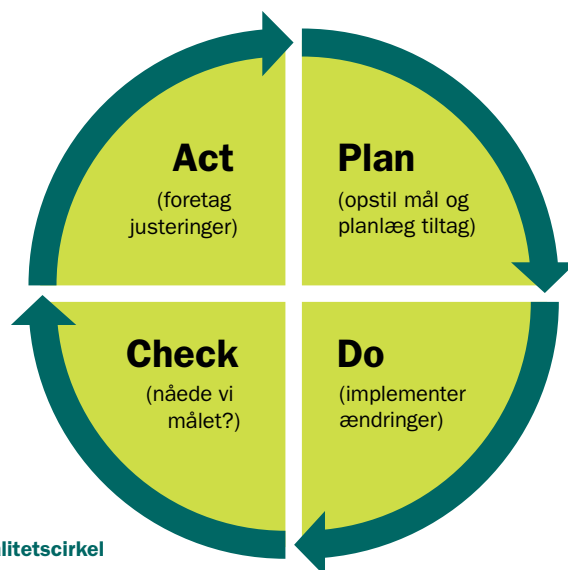 Act
(foretag
justeringer)
Plan
(opstil mål og
planlæg tiltag)
Check
(nåede vi
målet?)
Do
(implementer
ændringer)
litetscirkel